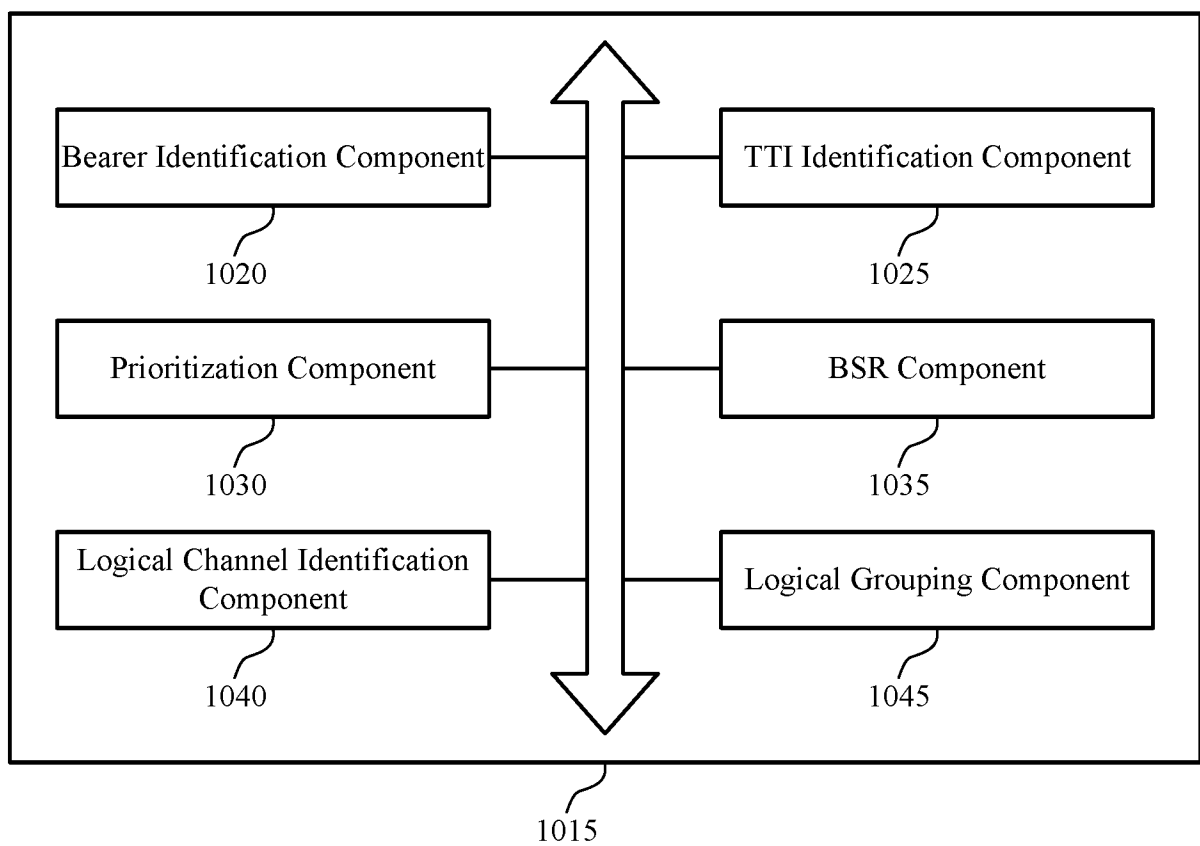 Bearer Identification Component
1020
TTI Identification Component
1025
Prioritization Component
1030
BSR Component
1035
Logical Channel Identification
Component
1040
Logical Grouping Component
1045
1015